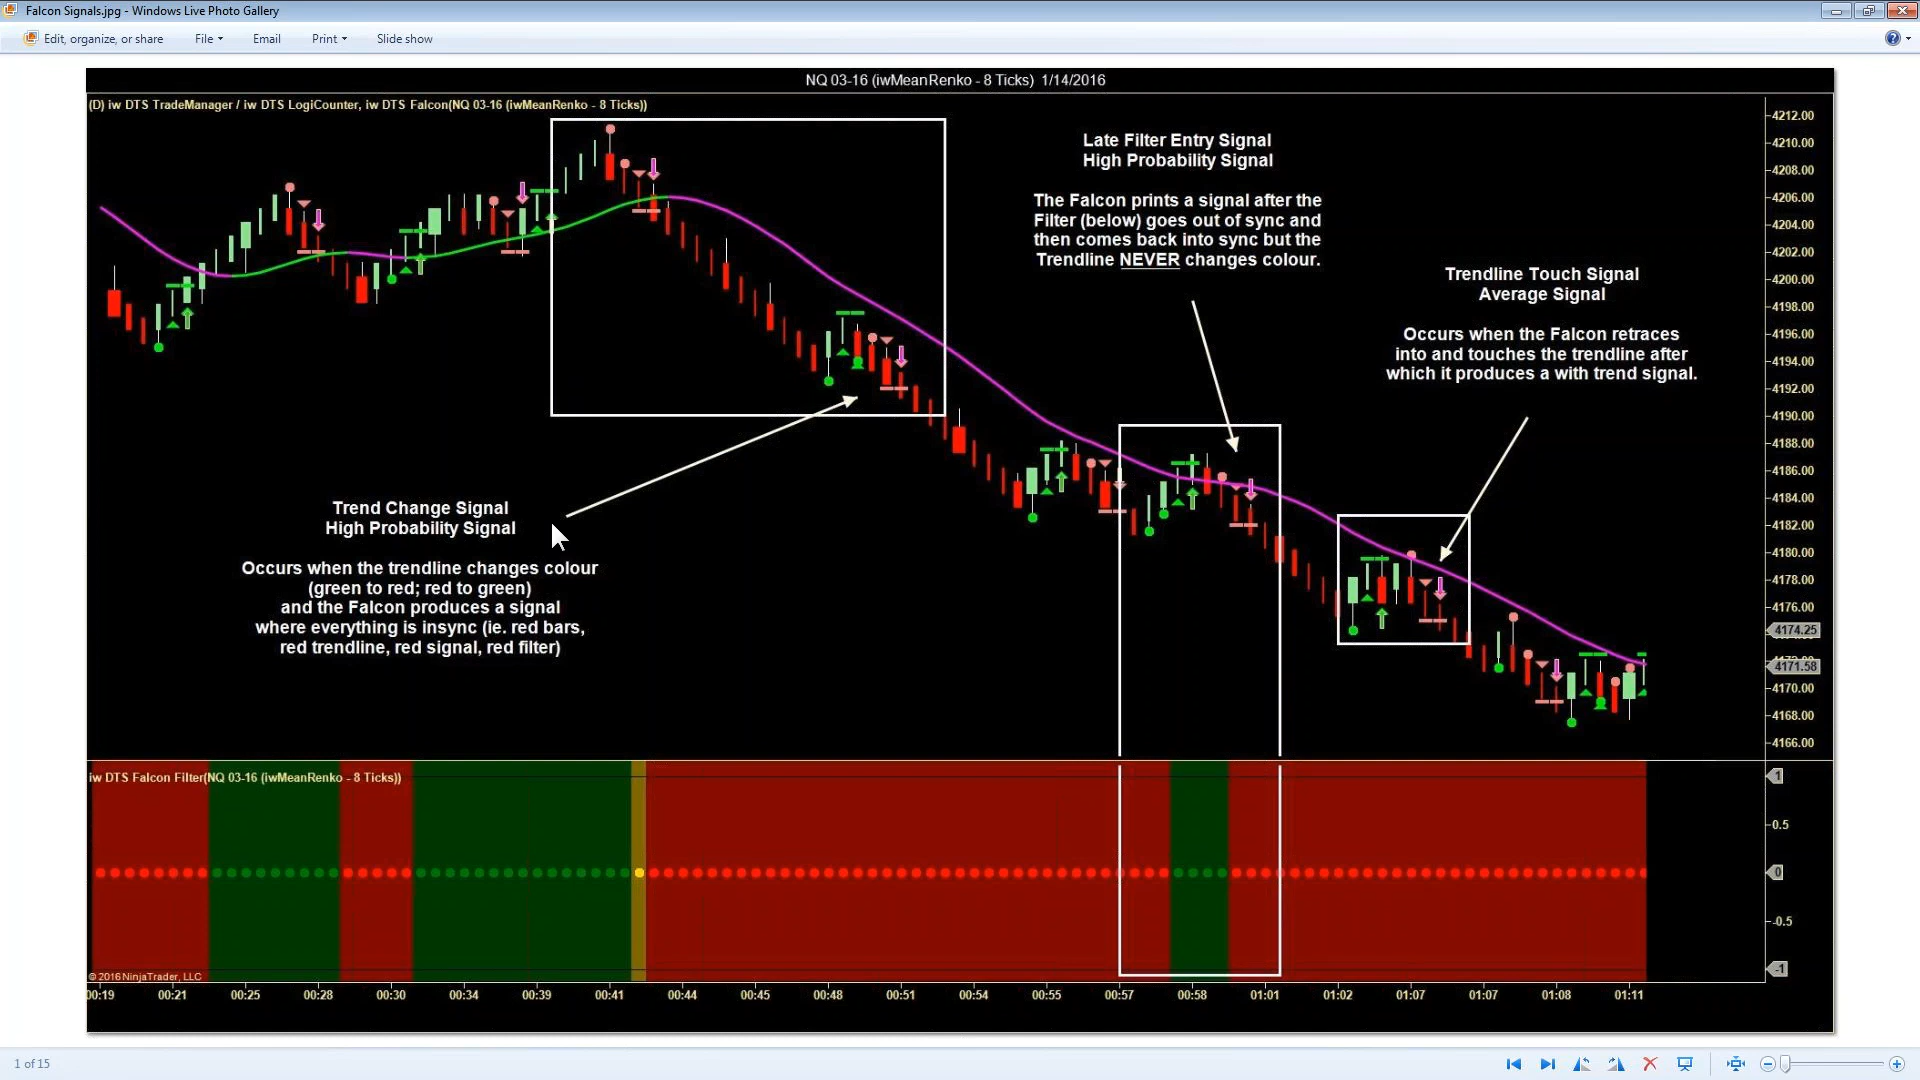 Falcon Signals.jpg - Windows Live Photo Gallery
Edit, organize, or share File Email Print Slide show
NQ 03-16 (iwMeanRenko - 8 Ticks) 1/14/2016
(D) iw DTS TradeManager / iw DTS LogiCounter, iw DTS Falcon(NQ 03-16 (iwMeanRenko - 8 Ticks))
Late Filter Entry Signal
High Probability Signal
The Falcon prints a signal after the
Filter (below) goes out of sync and
then comes back into sync but the
Trendline NEVER changes colour.
Trendline Touch Signal
Average Signal
Occurs when the Falcon retraces
into and touches the trendline after
which it produces a with trend signal.
Trend Change Signal
High Probability Signal
Occurs when the trendline changes colour
(green to red; red to green)
and the Falcon produces a signal
where everything is insync (ie. red bars,
red trendline, red signal, red filter)
4212.00
4210.00
4208.00
4206.00
4204.00
4202.00
4200.00
4198.00
4196.00
4194.00
4192.00
4190.00
4188.00
4186.00
4184.00
4182.00
4180.00
4178.00
4176.00
4174.25
4171.58
4170.00
4168.00
4166.00
iw DTS Falcon Filter(NQ 03-16 (iwMeanRenko - 8 Ticks))
1
0.5
0
-0.5
-1
© 2016 NinjaTrader, LLC
00:19 00:21 00:25 00:28 00:30 00:34 00:39 00:41 00:44 00:45 00:48 00:51 00:54 00:55 00:57 00:58 01:01 01:02 01:07 01:07 01:08 01:11
1 of 15